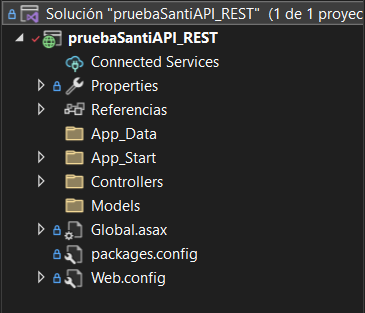 Solución "pruebaSantiAPI_REST" (1 de 1 proyec
pruebaSantiAPI_REST
Connected Services
Properties
Referencias
App_Data
App_Start
Controllers
Models
Global.asax
packages.config
Web.config